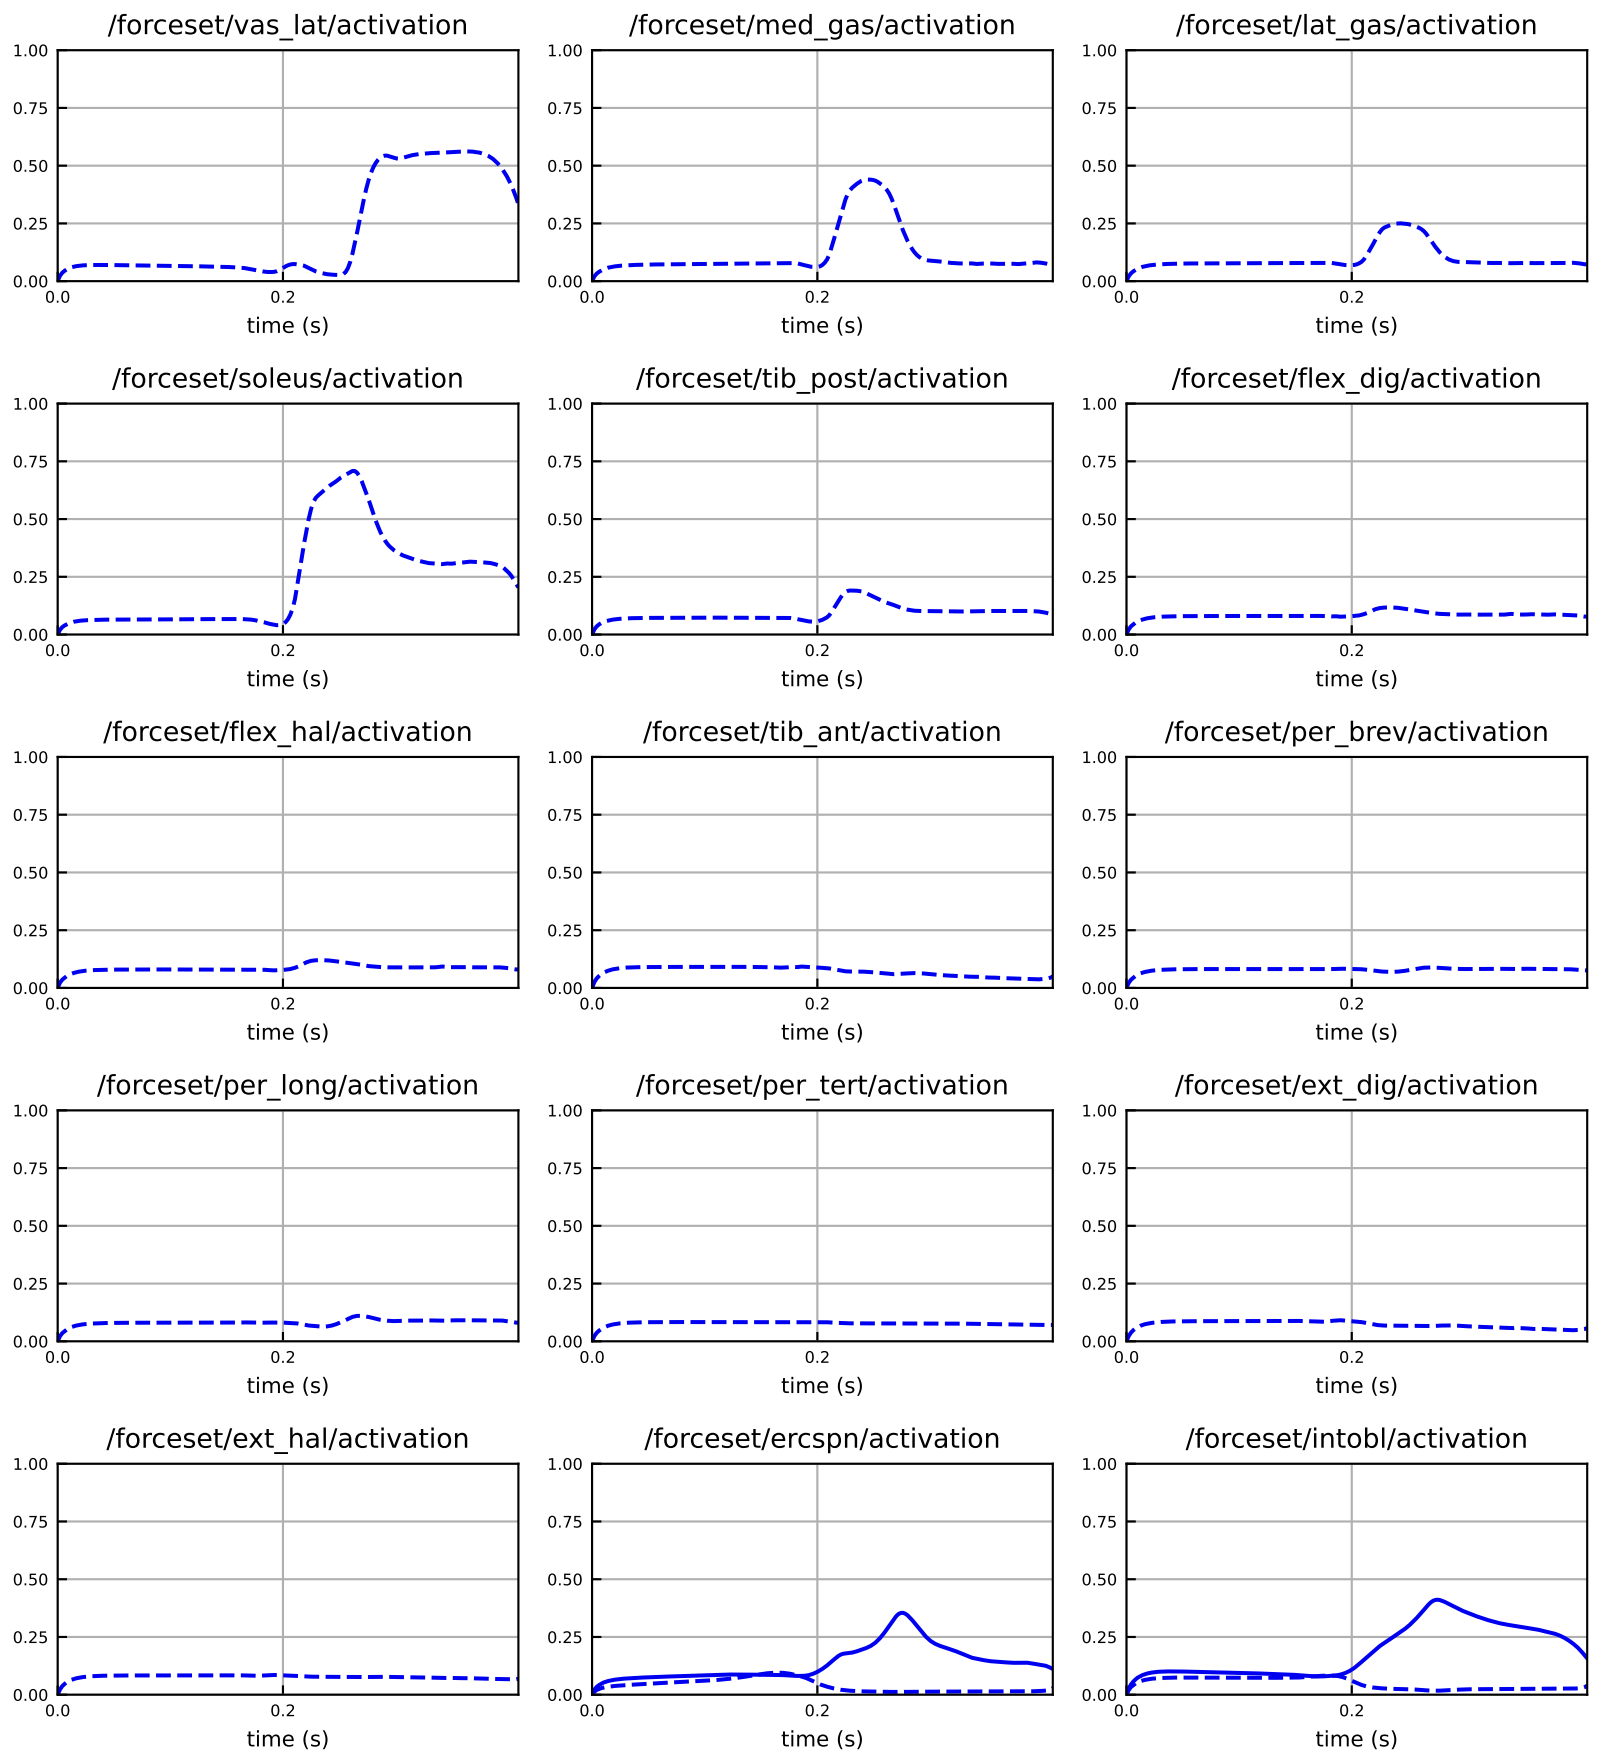 /forceset/vas_lat/activation /forceset/med_gas/activation /forceset/lat_gas/activation
1.00 1.00 1.00
0.75 0.75 0.75
0.50 0.50 0.50
0.25 0.25 0.25
0.00 0.00 0.00
0.0 0.2 0.0 0.2 0.0 0.2
time (s) time (s) time (s)
/forceset/soleus/activation /forceset/tib_post/activation /forceset/flex_dig/activation
1.00 1.00 1.00
0.75 0.75 0.75
0.50 0.50 0.50
0.25 0.25 0.25
0.00 0.00 0.00
0.0 0.2 0.0 0.2 0.0 0.2
time (s) time (s) time (s)
/forceset/flex_hal/activation /forceset/tib_ant/activation /forceset/per_brev/activation
1.00 1.00 1.00
0.75 0.75 0.75
0.50 0.50 0.50
0.25 0.25 0.25
0.00 0.00 0.00
0.0 0.2 0.0 0.2 0.0 0.2
time (s) time (s) time (s)
/forceset/per_long/activation /forceset/per_tert/activation /forceset/ext_dig/activation
1.00 1.00 1.00
0.75 0.75 0.75
0.50 0.50 0.50
0.25 0.25 0.25
0.00 0.00 0.00
0.0 0.2 0.0 0.2 0.0 0.2
time (s) time (s) time (s)
/forceset/ext_hal/activation /forceset/ercspn/activation /forceset/intobl/activation
1.00 1.00 1.00
0.75 0.75 0.75
0.50 0.50 0.50
0.25 0.25 0.25
0.00 0.00 0.00
0.0 0.2 0.0 0.2 0.0 0.2
time (s) time (s) time (s)